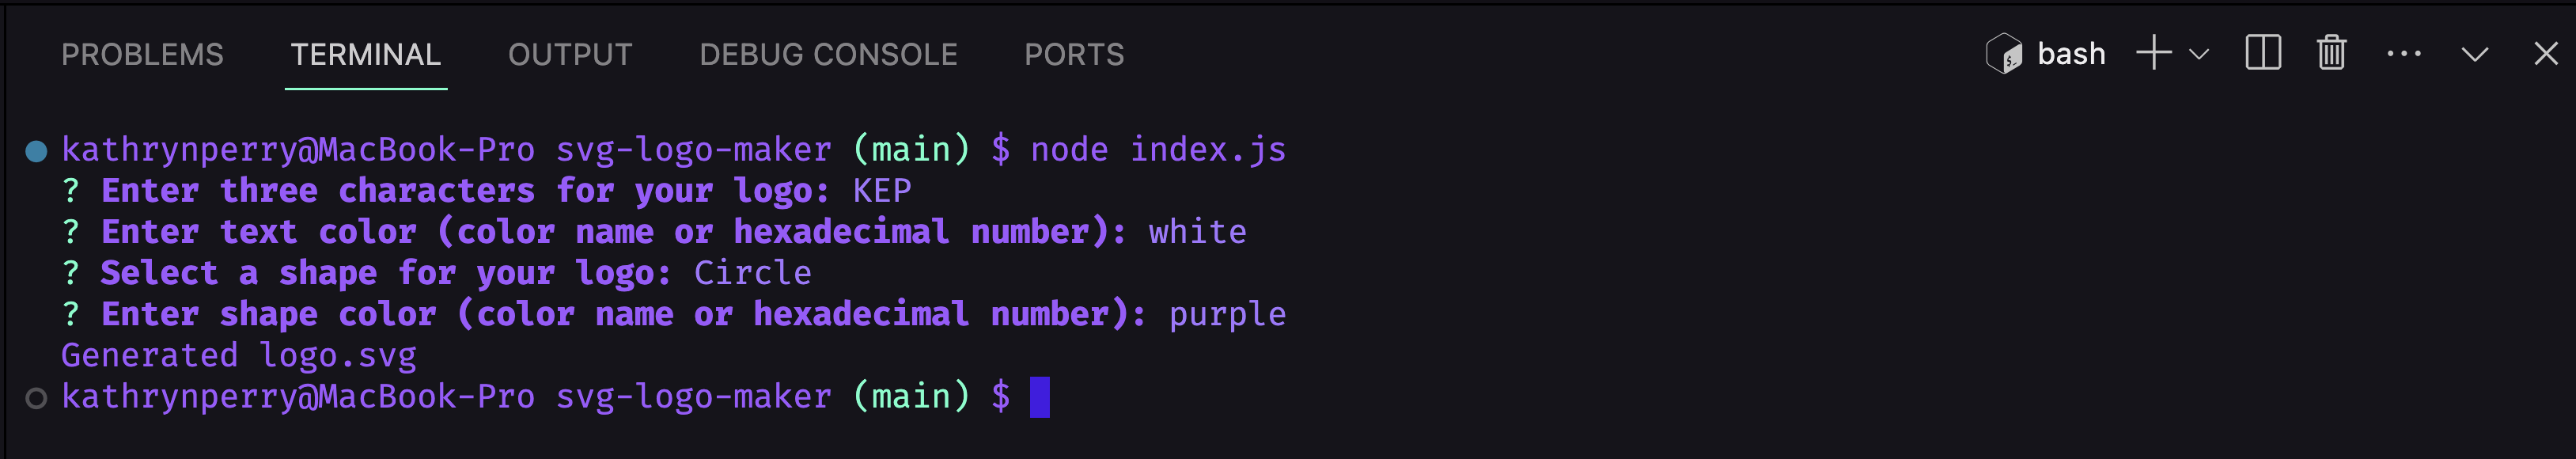 PROBLEMS TERMINAL OUTPUT DEBUG CONSOLE PORTS bash
kathrynperry@MacBook-Pro svg-logo-maker (main) $ node index.js
? Enter three characters for your logo: KEP
? Enter text color (color name or hexadecimal number): white
? Select a shape for your logo: Circle
? Enter shape color (color name or hexadecimal number): purple
Generated logo.svg
kathrynperry@MacBook-Pro svg-logo-maker (main) $